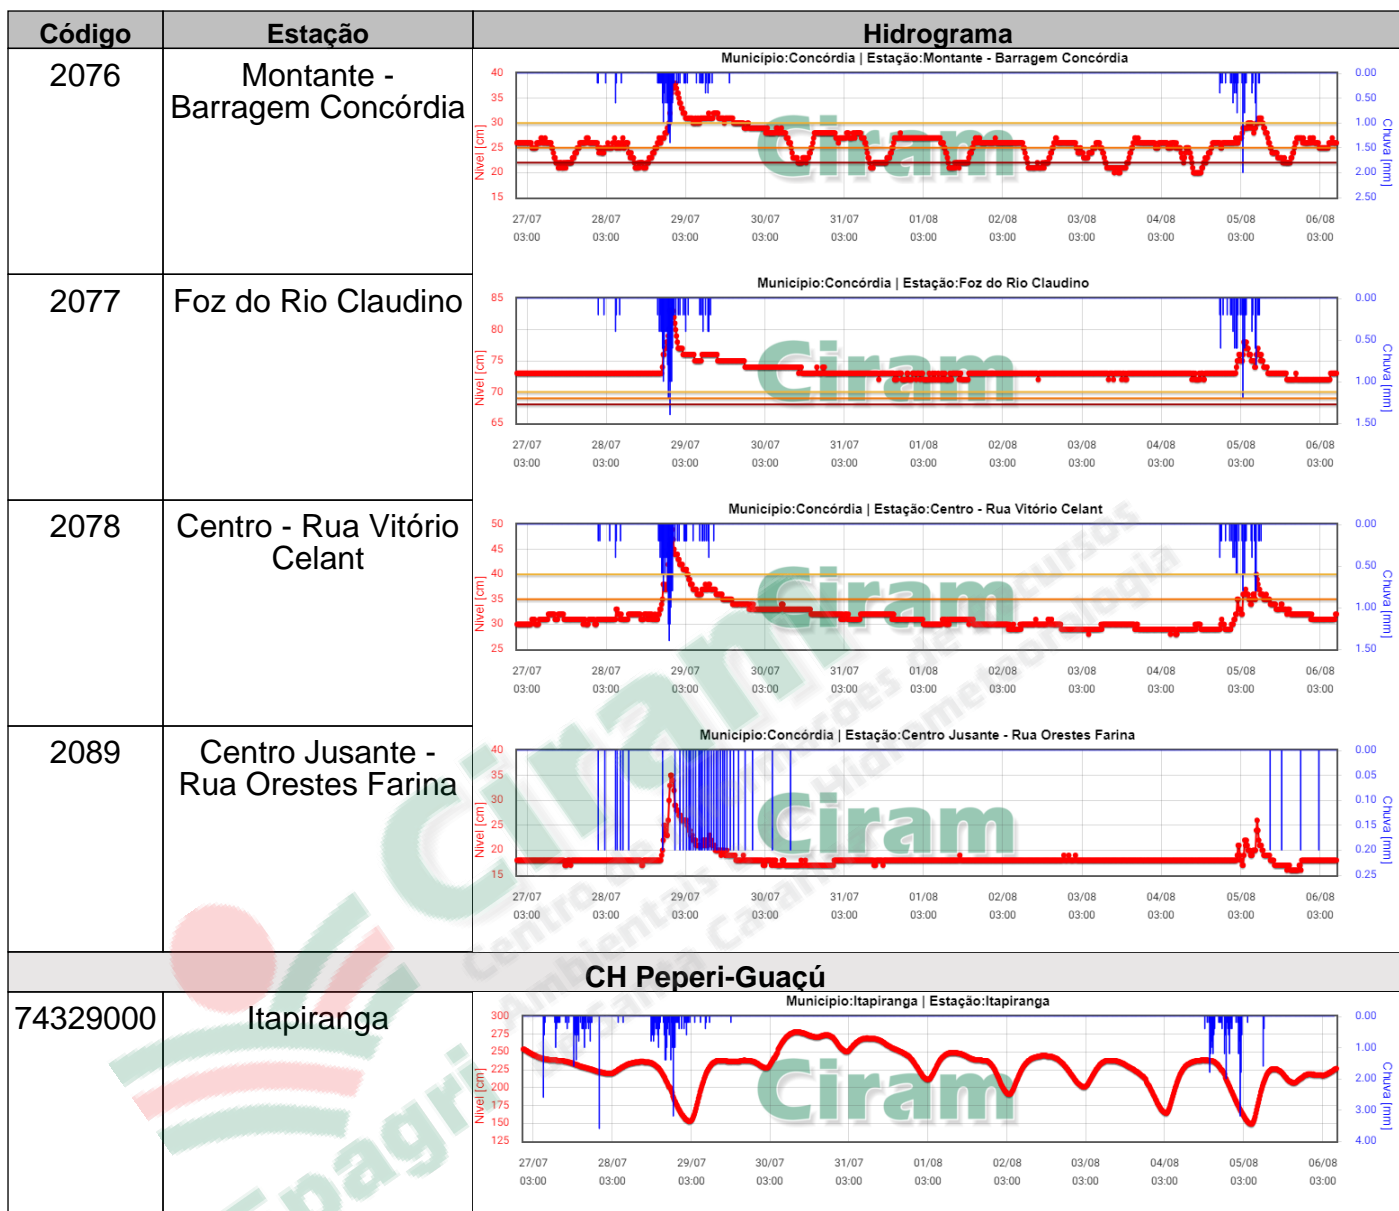 Código Estação Hidrograma
2076 Montante - Barragem Concórdia
Município:Concórdia | Estação:Montante - Barragem Concórdia
40 35 30 25 20 15
Nível [cm]
0.00 0.50 1.00 1.50 2.00 2.50
Chuva [mm]
27/07 28/07 29/07 30/07 31/07 01/08 02/08 03/08 04/08 05/08 06/08
03:00 03:00 03:00 03:00 03:00 03:00 03:00 03:00 03:00 03:00 03:00
Ciram
2077 Foz do Rio Claudino
Município:Concórdia | Estação:Foz do Rio Claudino
85 80 75 70 65
Nível [cm]
0.00 0.50 1.00 1.50
Chuva [mm]
27/07 28/07 29/07 30/07 31/07 01/08 02/08 03/08 04/08 05/08 06/08
03:00 03:00 03:00 03:00 03:00 03:00 03:00 03:00 03:00 03:00 03:00
Ciram
2078 Centro - Rua Vitório Celant
Município:Concórdia | Estação:Centro - Rua Vitório Celant
50 45 40 35 30 25
Nível [cm]
0.00 0.50 1.00 1.50
Chuva [mm]
27/07 28/07 29/07 30/07 31/07 01/08 02/08 03/08 04/08 05/08 06/08
03:00 03:00 03:00 03:00 03:00 03:00 03:00 03:00 03:00 03:00 03:00
Ciram
2089 Centro Jusante - Rua Orestes Farina
Município:Concórdia | Estação:Centro Jusante - Rua Orestes Farina
40 35 30 25 20 15
Nível [cm]
0.00 0.05 0.10 0.15 0.20 0.25
Chuva [mm]
27/07 28/07 29/07 30/07 31/07 01/08 02/08 03/08 04/08 05/08 06/08
03:00 03:00 03:00 03:00 03:00 03:00 03:00 03:00 03:00 03:00 03:00
Ciram
CH Peperi-Guaçú
74329000 Itapiranga
Município:Itapiranga | Estação:Itapiranga
300 275 250 225 200 175 150 125
Nível [cm]
0.00 1.00 2.00 3.00 4.00
Chuva [mm]
27/07 28/07 29/07 30/07 31/07 01/08 02/08 03/08 04/08 05/08 06/08
03:00 03:00 03:00 03:00 03:00 03:00 03:00 03:00 03:00 03:00 03:00
Ciram
Epagri
Ciram